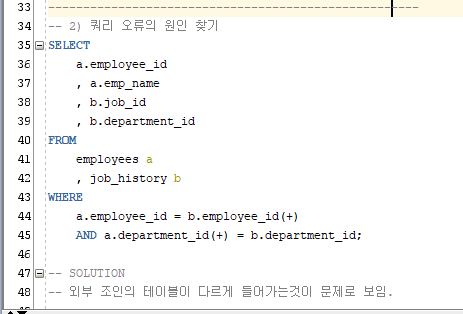 33 --------------------------------------------------------
34 -- 2) 쿼리 오류의 원인 찾기
35 SELECT
36 a.employee_id
37 , a.emp_name
38 , b.job_id
39 , b.department_id
40 FROM
41 employees a
42 , job_history b
43 WHERE
44 a.employee_id = b.employee_id(+)
45 AND a.department_id(+) = b.department_id;
46
47 -- SOLUTION
48 -- 외부 조인의 테이블이 다르게 들어가는것이 문제로 보임.